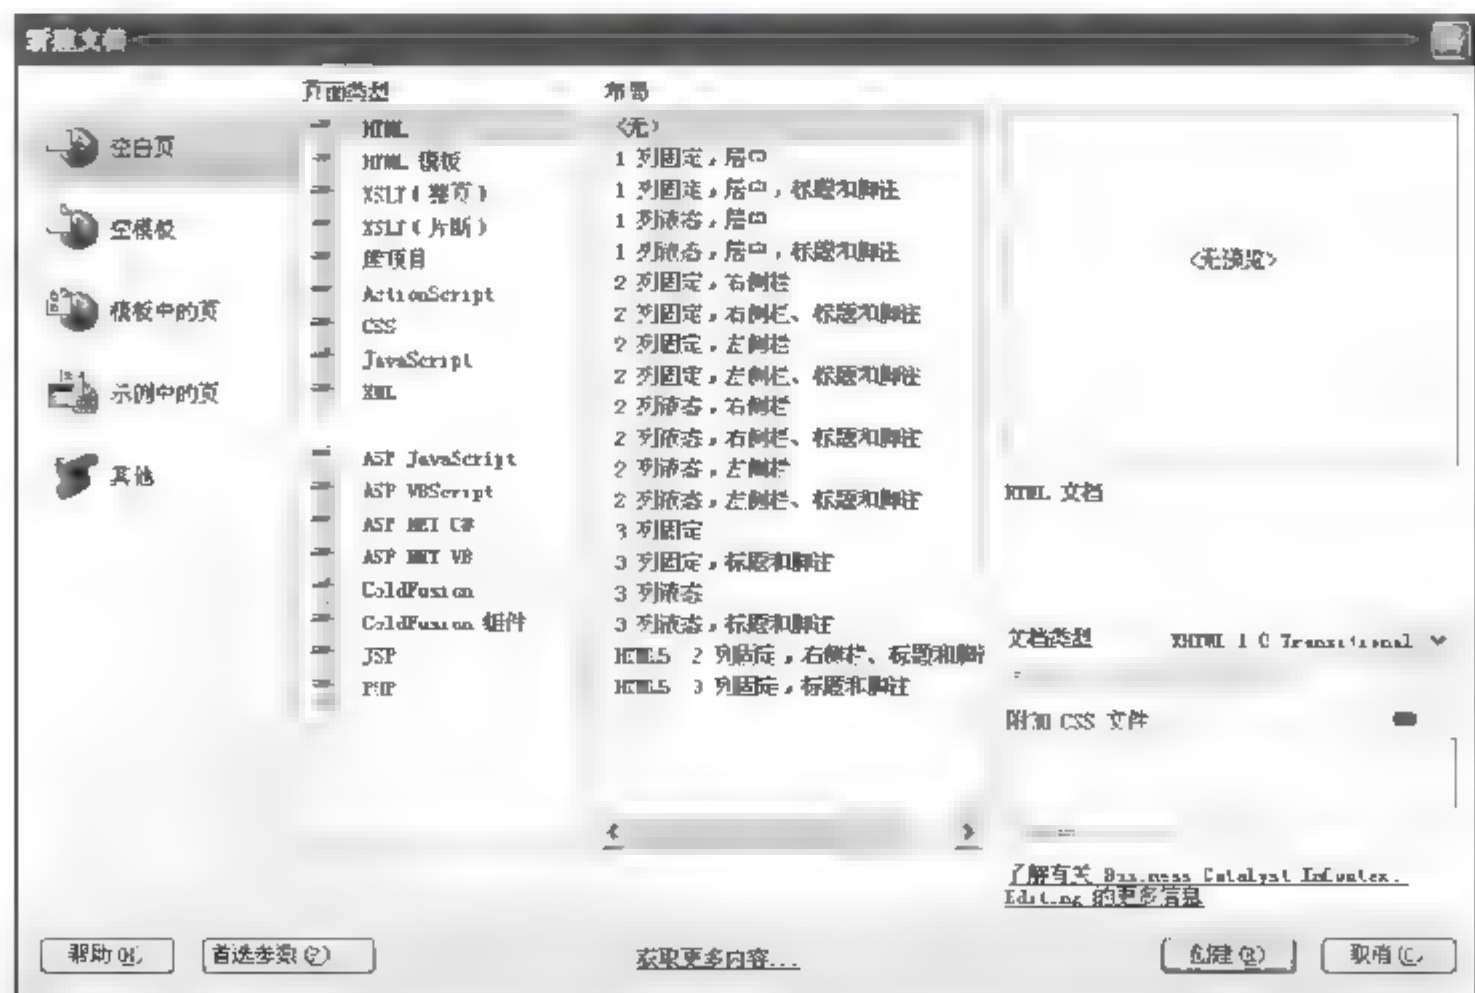 新建文档
空白页
空模板
模板中的页
示例中的页
其他
页面类型
HTML
HTML 模板
XSLT(整页)
XSLT(片断)
库项目
ActionScript
CSS
JavaScript
XML
ASP JavaScript
ASP VBScript
ASP NET C#
ASP NET VB
ColdFusion
ColdFusion 组件
JSP
PHP
布局
<无>
1 列固定,居中
1 列固定,居中,标题和脚注
1 列液态,居中
1 列液态,居中,标题和脚注
2 列固定,右侧栏
2 列固定,右侧栏、标题和脚注
2 列固定,左侧栏
2 列固定,左侧栏、标题和脚注
2 列液态,右侧栏
2 列液态,右侧栏、标题和脚注
2 列液态,左侧栏
2 列液态,左侧栏、标题和脚注
3 列固定
3 列固定,标题和脚注
3 列液态
3 列液态,标题和脚注
HTML5 2 列固定,右侧栏、标题和脚
HTML5 3 列固定,标题和脚注
<无预览>
HTML 文档
文档类型 XHTML 1 0 Transitional
附加 CSS 文件
了解有关 Business Catalyst InContex.
Editing 的更多信息
帮助(H)
首选参数(P)
获取更多内容...
创建(R)
取消(C)